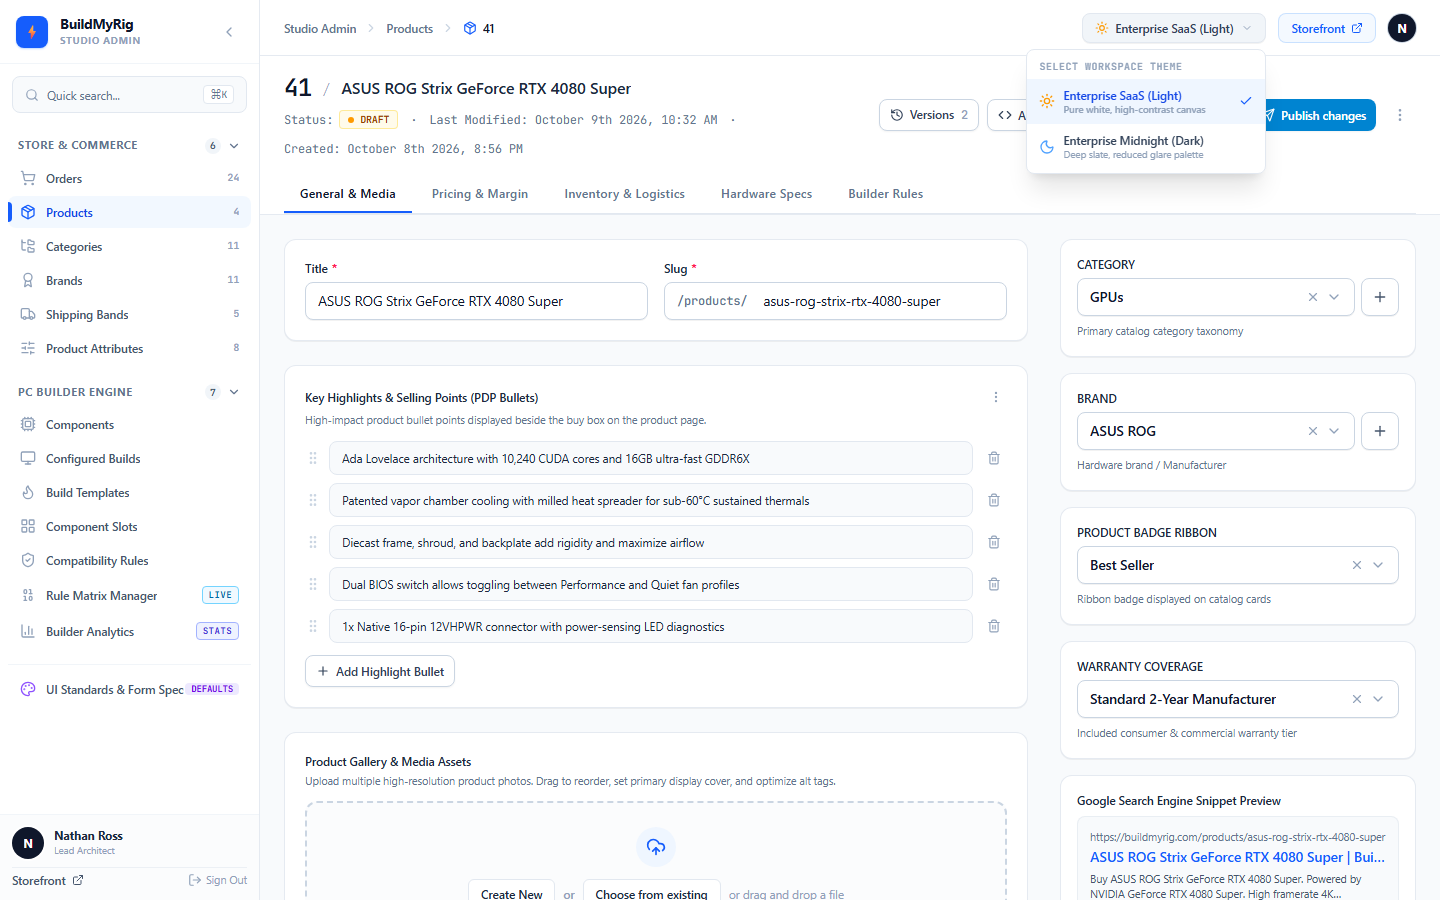 BuildMyRig
STUDIO ADMIN
Quick search...
⌘K
STORE & COMMERCE 6
Orders 24
Products 4
Categories 11
Brands 11
Shipping Bands 5
Product Attributes 8
PC BUILDER ENGINE 7
Components
Configured Builds
Build Templates
Component Slots
Compatibility Rules
Rule Matrix Manager LIVE
Builder Analytics STATS
UI Standards & Form Spec DEFAULTS
N
Nathan Ross
Lead Architect
Storefront
Sign Out
Studio Admin > Products > 41
Enterprise SaaS (Light)
Storefront
N
SELECT WORKSPACE THEME
Enterprise SaaS (Light)
Pure white, high-contrast canvas
Enterprise Midnight (Dark)
Deep slate, reduced glare palette
41 / ASUS ROG Strix GeForce RTX 4080 Super
Status: DRAFT · Last Modified: October 9th 2026, 10:32 AM ·
Created: October 8th 2026, 8:56 PM
Versions 2
<> A
Publish changes
General & Media
Pricing & Margin
Inventory & Logistics
Hardware Specs
Builder Rules
Title *
ASUS ROG Strix GeForce RTX 4080 Super
Slug *
/products/ asus-rog-strix-rtx-4080-super
Key Highlights & Selling Points (PDP Bullets)
High-impact product bullet points displayed beside the buy box on the product page.
Ada Lovelace architecture with 10,240 CUDA cores and 16GB ultra-fast GDDR6X
Patented vapor chamber cooling with milled heat spreader for sub-60°C sustained thermals
Diecast frame, shroud, and backplate add rigidity and maximize airflow
Dual BIOS switch allows toggling between Performance and Quiet fan profiles
1x Native 16-pin 12VHPWR connector with power-sensing LED diagnostics
+ Add Highlight Bullet
Product Gallery & Media Assets
Upload multiple high-resolution product photos. Drag to reorder, set primary display cover, and optimize alt tags.
Create New or Choose from existing or drag and drop a file
CATEGORY
GPUs
Primary catalog category taxonomy
BRAND
ASUS ROG
Hardware brand / Manufacturer
PRODUCT BADGE RIBBON
Best Seller
Ribbon badge displayed on catalog cards
WARRANTY COVERAGE
Standard 2-Year Manufacturer
Included consumer & commercial warranty tier
Google Search Engine Snippet Preview
https://buildmyrig.com/products/asus-rog-strix-rtx-4080-super
ASUS ROG Strix GeForce RTX 4080 Super | Bui...
Buy ASUS ROG Strix GeForce RTX 4080 Super. Powered by
NVIDIA GeForce RTX 4080 Super. High framerate 4K...